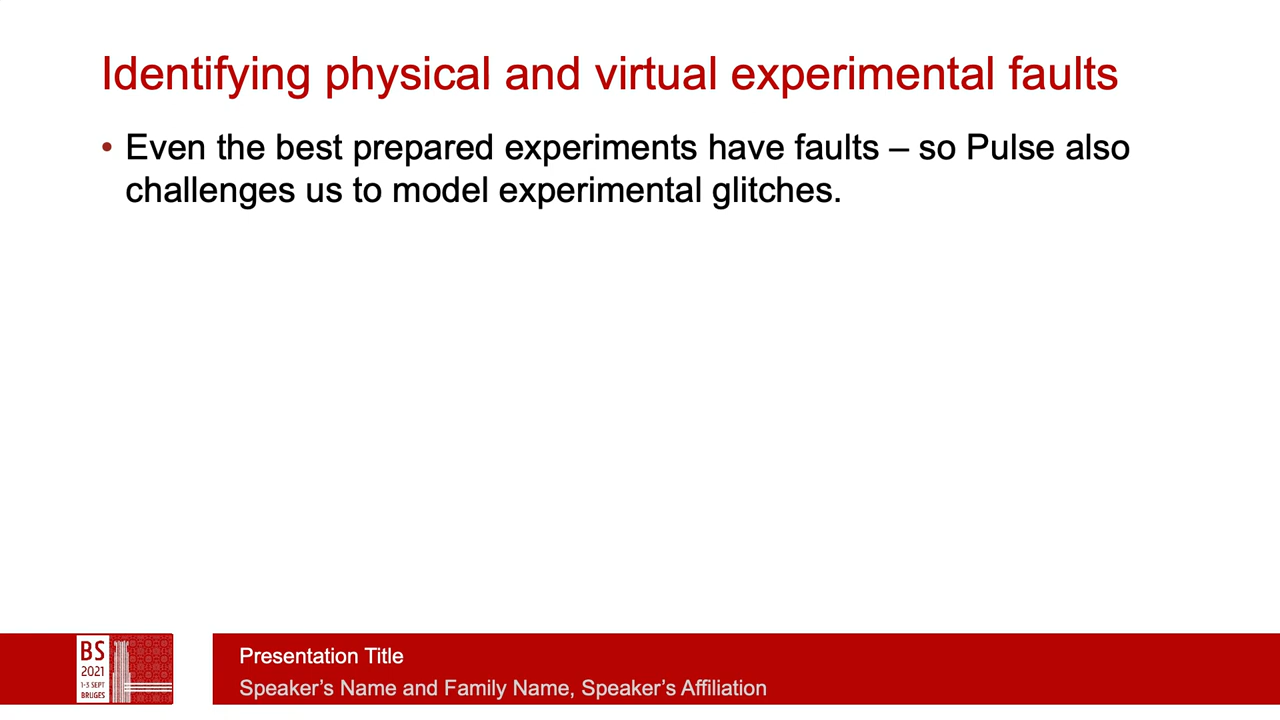 Identifying physical and virtual experimental faults
• Even the best prepared experiments have faults – so Pulse also
challenges us to model experimental glitches.
BS
2021
1-3 SEPT
BRUGES
Presentation Title
Speaker’s Name and Family Name, Speaker’s Affiliation